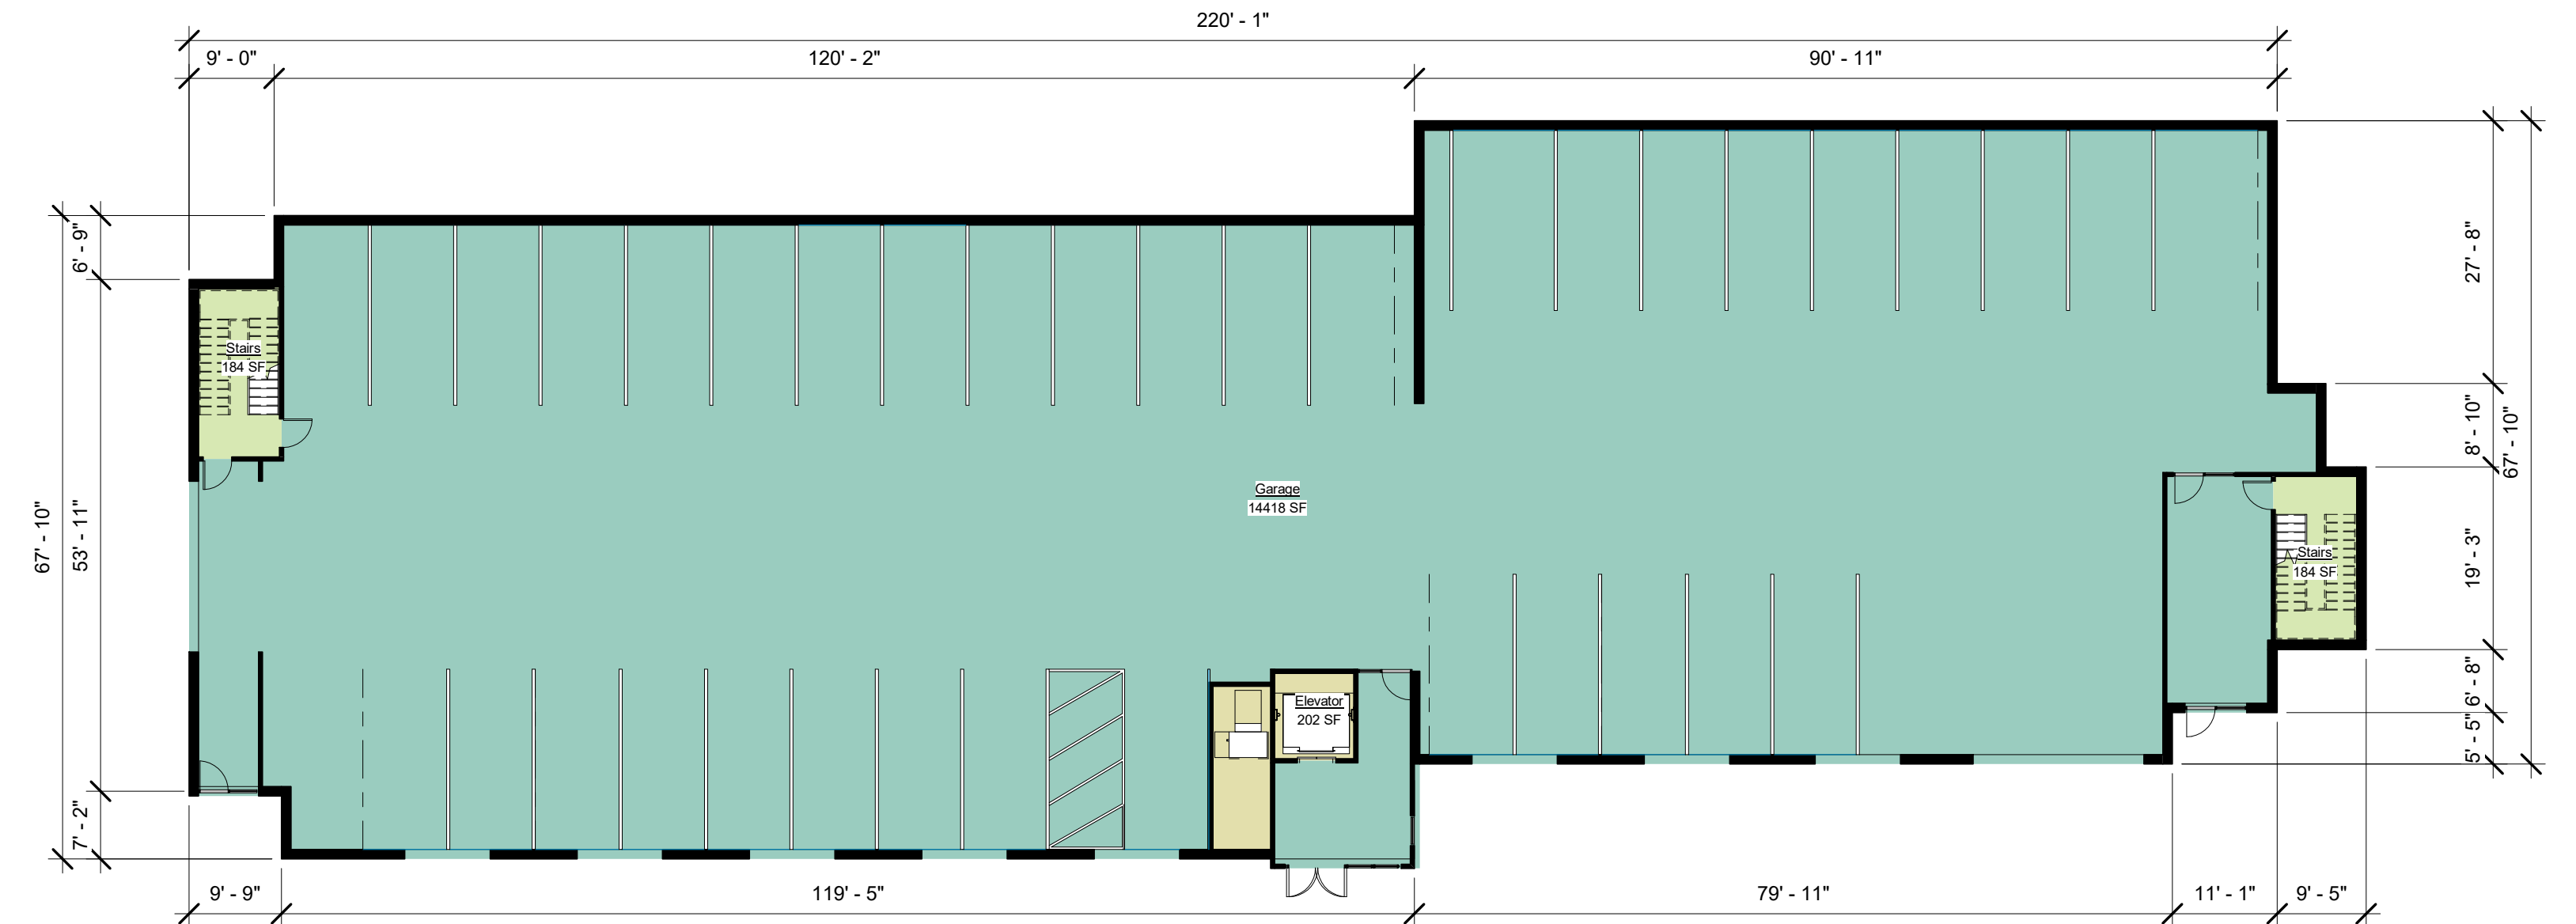 220' - 1"
9' - 0"
120' - 2"
90' - 11"
6' - 9"
27' - 8"
Stairs
184 SF
8' - 10"
67' - 10"
Garage
14418 SF
67' - 10"
53' - 11"
19' - 3"
Stairs
184 SF
Elevator
202 SF
6' - 8"
5' - 5"
7' - 2"
9' - 9"
119' - 5"
79' - 11"
11' - 1"
9' - 5"